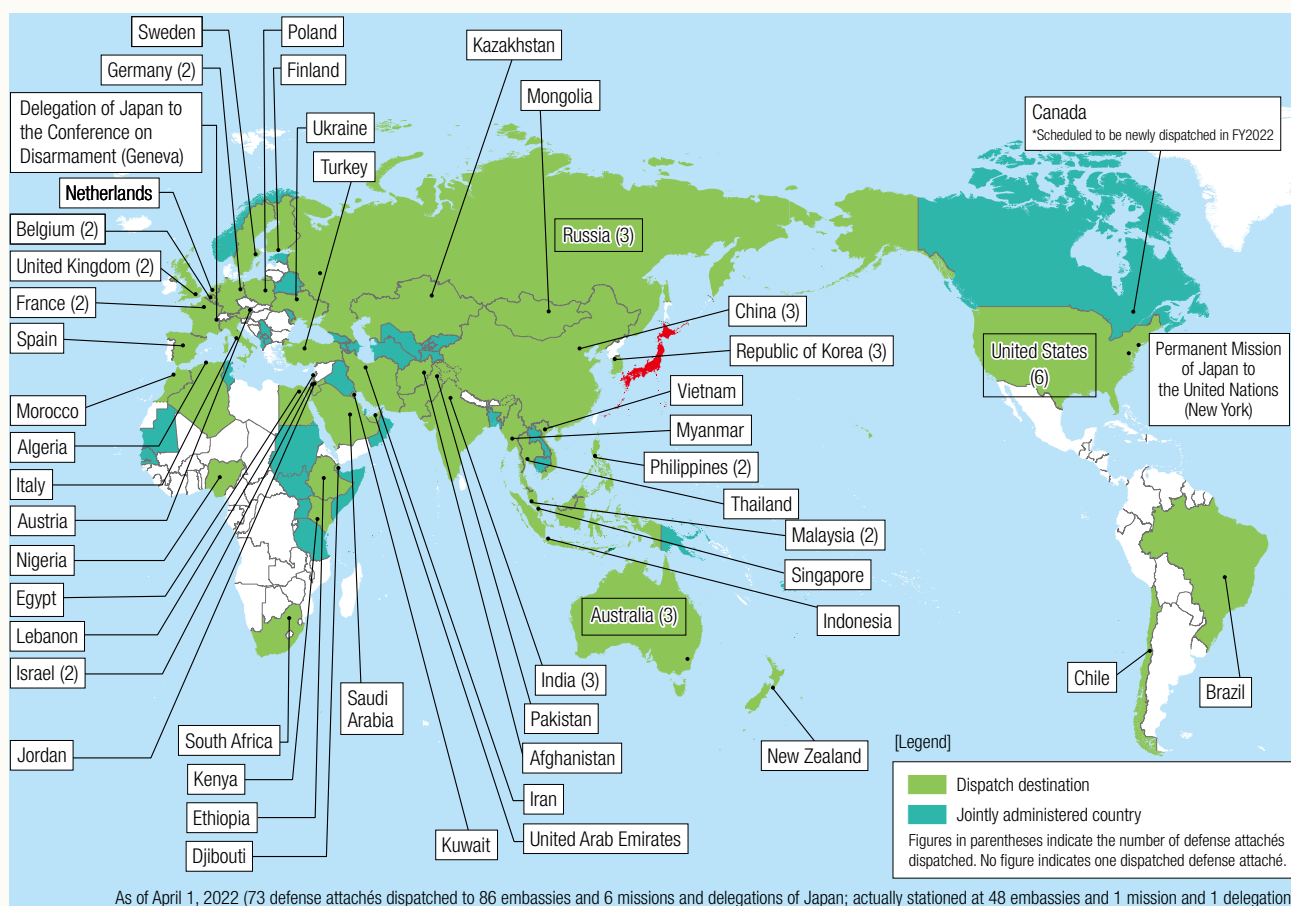 Sweden
Poland
Germany (2)
Finland
Kazakhstan
Mongolia
Delegation of Japan to
the Conference on
Disarmament (Geneva)
Ukraine
Turkey
Canada
*Scheduled to be newly dispatched in FY2022
Netherlands
Belgium (2)
United Kingdom (2)
France (2)
Spain
Morocco
Algeria
Italy
Austria
Nigeria
Egypt
Lebanon
Israel (2)
Jordan
Russia (3)
China (3)
Republic of Korea (3)
Vietnam
Myanmar
Philippines (2)
Thailand
Malaysia (2)
Singapore
Indonesia
United States
(6)
Permanent Mission
of Japan to
the United Nations
(New York)
Australia (3)
New Zealand
Chile
Brazil
South Africa
Kenya
Ethiopia
Djibouti
Saudi
Arabia
Kuwait
India (3)
Pakistan
Afghanistan
Iran
United Arab Emirates
[Legend]
Dispatch destination
Jointly administered country
Figures in parentheses indicate the number of defense attachés
dispatched. No figure indicates one dispatched defense attaché.
As of April 1, 2022 (73 defense attachés dispatched to 86 embassies and 6 missions and delegations of Japan; actually stationed at 48 embassies and 1 mission and 1 delegation